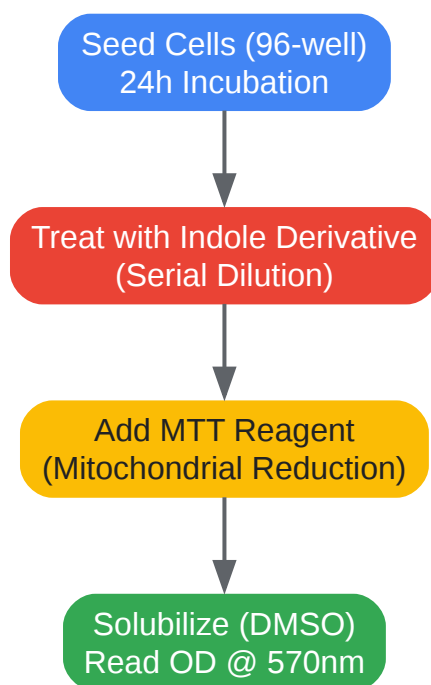 Seed Cells (96-well)
24h Incubation
Treat with Indole Derivative
(Serial Dilution)
Add MTT Reagent
(Mitochondrial Reduction)
Solubilize (DMSO)
Read OD @ 570nm